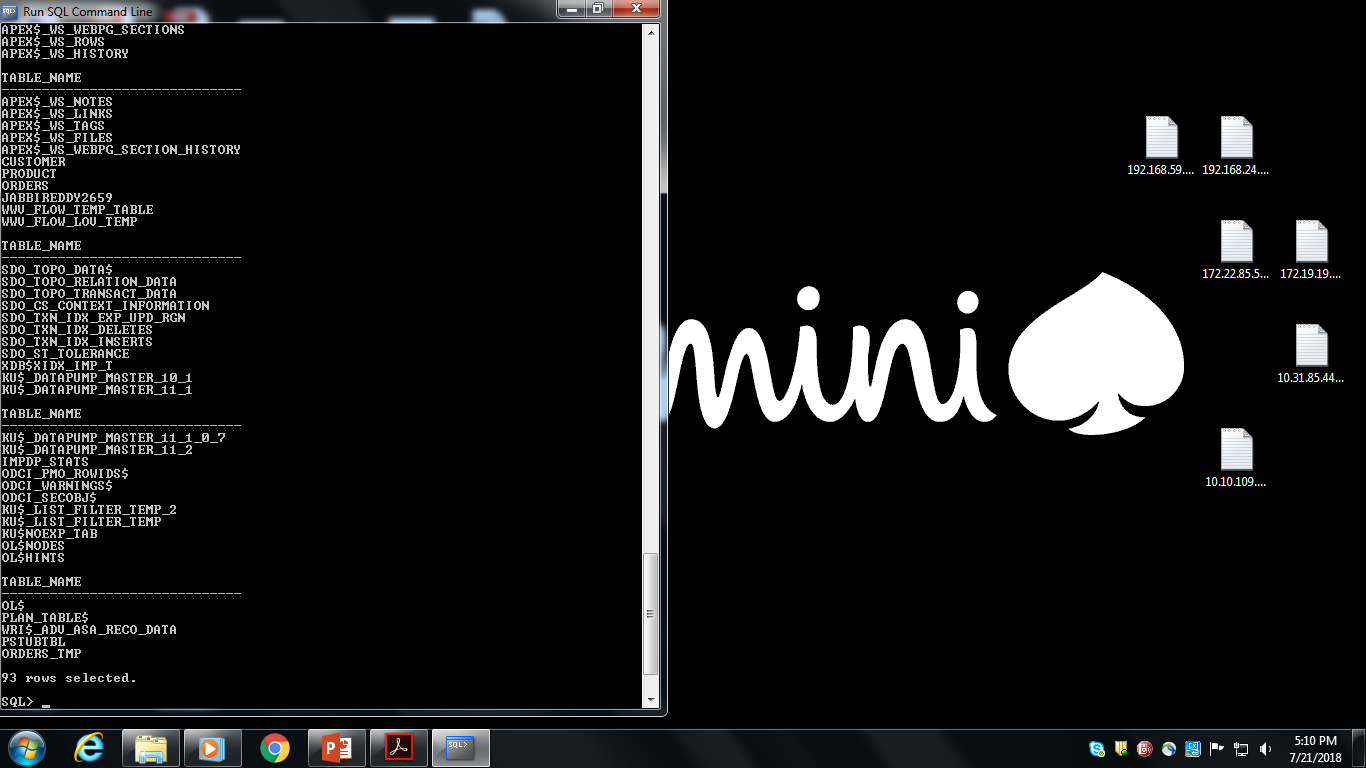 Run SQL Command Line
APEX$_WS_WEBPG_SECTIONS
APEX$_WS_ROWS
APEX$_WS_HISTORY
TABLE_NAME
------------------------------
APEX$_WS_NOTES
APEX$_WS_LINKS
APEX$_WS_TAGS
APEX$_WS_FILES
APEX$_WS_WEBPG_SECTION_HISTORY
CUSTOMER
PRODUCT
ORDERS
JABBIREDDY2659
WWV_FLOW_TEMP_TABLE
WWV_FLOW_LOV_TEMP
TABLE_NAME
------------------------------
SDO_TOPO_DATA$
SDO_TOPO_RELATION_DATA
SDO_TOPO_TRANSACT_DATA
SDO_CS_CONTEXT_INFORMATION
SDO_TXN_IDX_EXP_UPD_RGN
SDO_TXN_IDX_DELETES
SDO_TXN_IDX_INSERTS
SDO_ST_TOLERANCE
XDB$XIDX_IMP_T
KU$_DATAPUMP_MASTER_10_1
KU$_DATAPUMP_MASTER_11_1
TABLE_NAME
------------------------------
KU$_DATAPUMP_MASTER_11_1_0_7
KU$_DATAPUMP_MASTER_11_2
IMPDP_STATS
ODCI_PMO_ROWIDS$
ODCI_WARNINGS$
ODCI_SECOBJ$
KU$_LIST_FILTER_TEMP_2
KU$_LIST_FILTER_TEMP
KU$NOEXP_TAB
OL$NODES
OL$HINTS
TABLE_NAME
------------------------------
OL$
PLAN_TABLE$
WRI$_ADV_ASA_RECO_DATA
PSTUBTBL
ORDERS_TMP
93 rows selected.
SQL> _
192.168.59.... 192.168.24....
172.22.85.5... 172.19.19....
10.31.85.44...
10.10.109....
mini
5:10 PM
7/21/2018